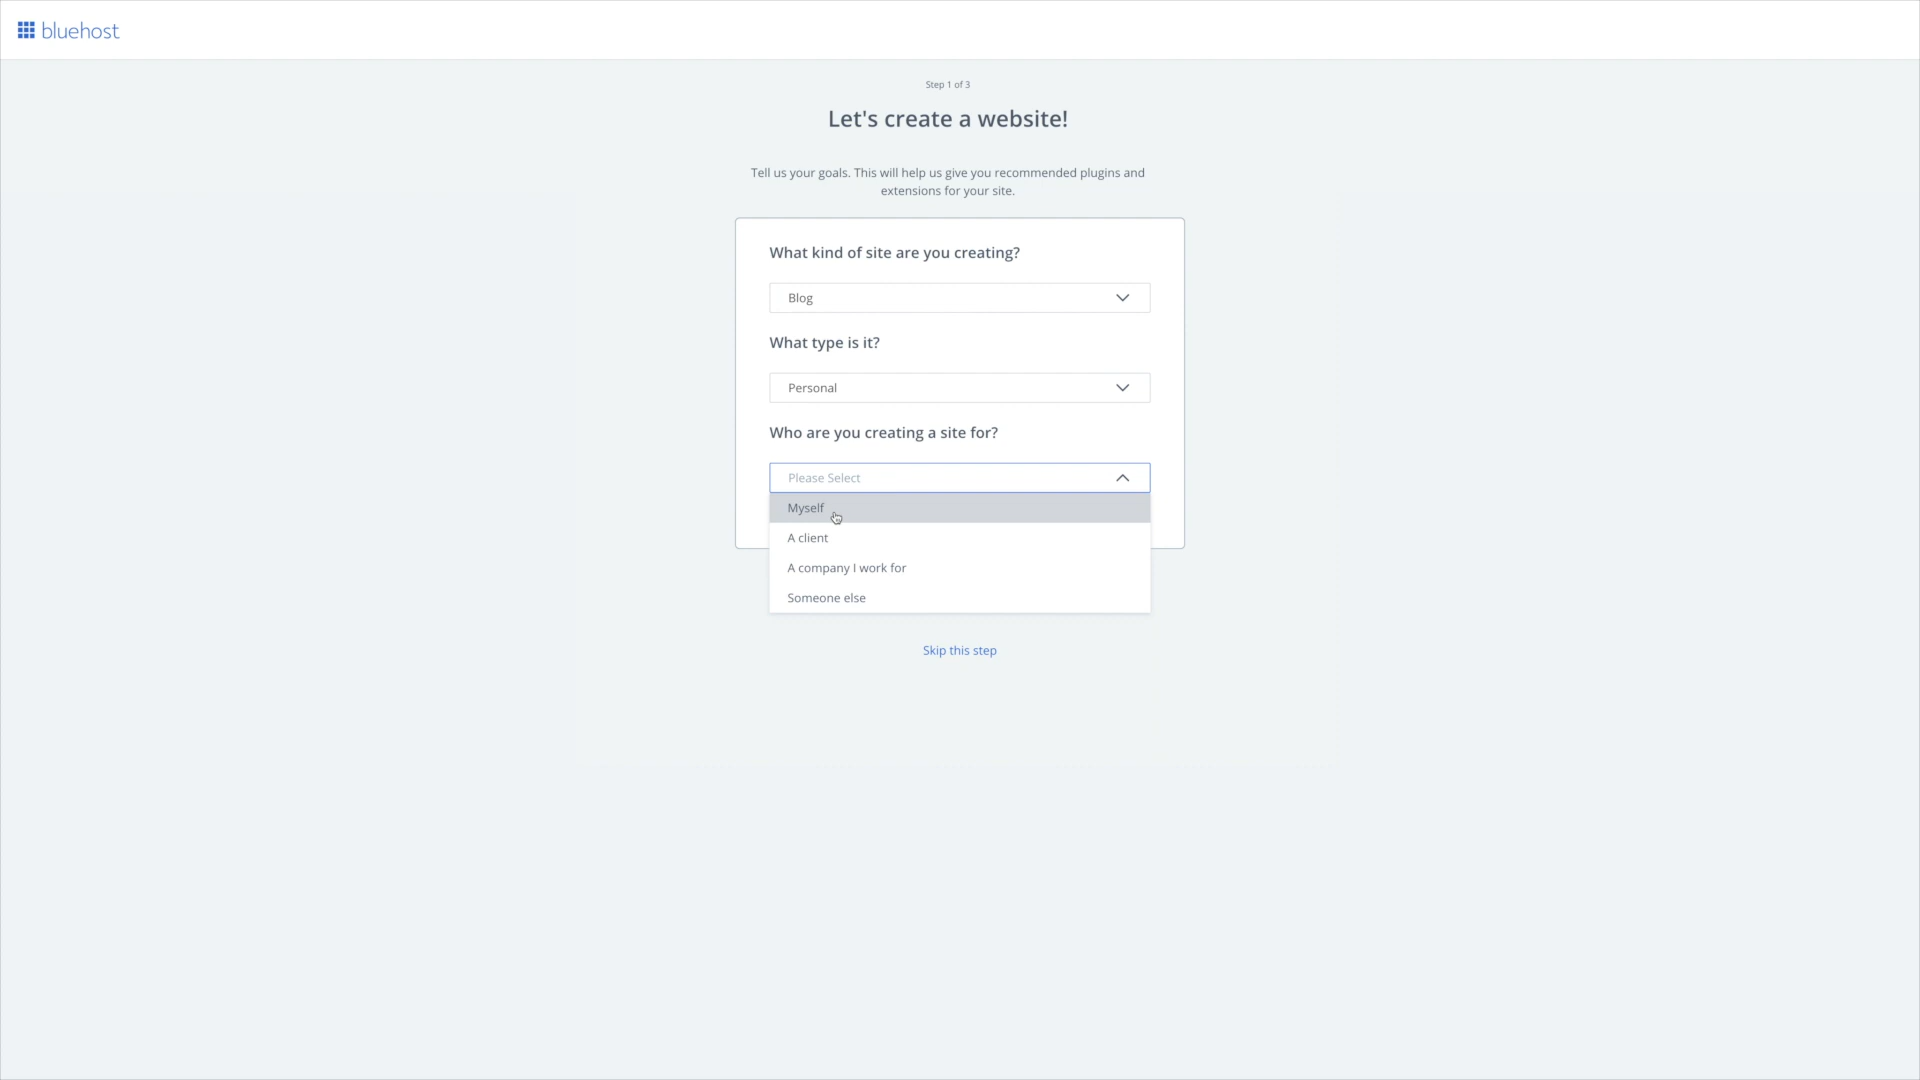 bluehost
Step 1 of 3
Let's create a website!
Tell us your goals. This will help us give you recommended plugins and
extensions for your site.
What kind of site are you creating?
Blog
What type is it?
Personal
Who are you creating a site for?
Please Select
Myself
A client
A company I work for
Someone else
Skip this step